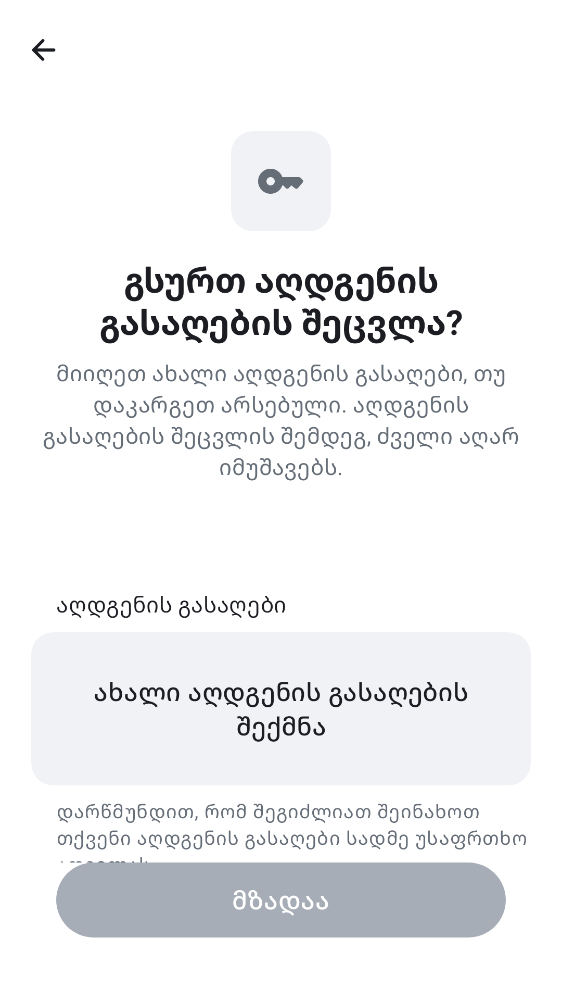 გსურთ აღდგენის
გასაღების შეცვლა?
მიიღეთ ახალი აღდგენის გასაღები, თუ
დაკარგეთ არსებული. აღდგენის
გასაღების შეცვლის შემდეგ, ძველი აღარ
იმუშავებს.
აღდგენის გასაღები
ახალი აღდგენის გასაღების
შექმნა
დარწმუნდით, რომ შეგიძლიათ შეინახოთ
თქვენი აღდგენის გასაღები სადმე უსაფრთხო
მზადაა